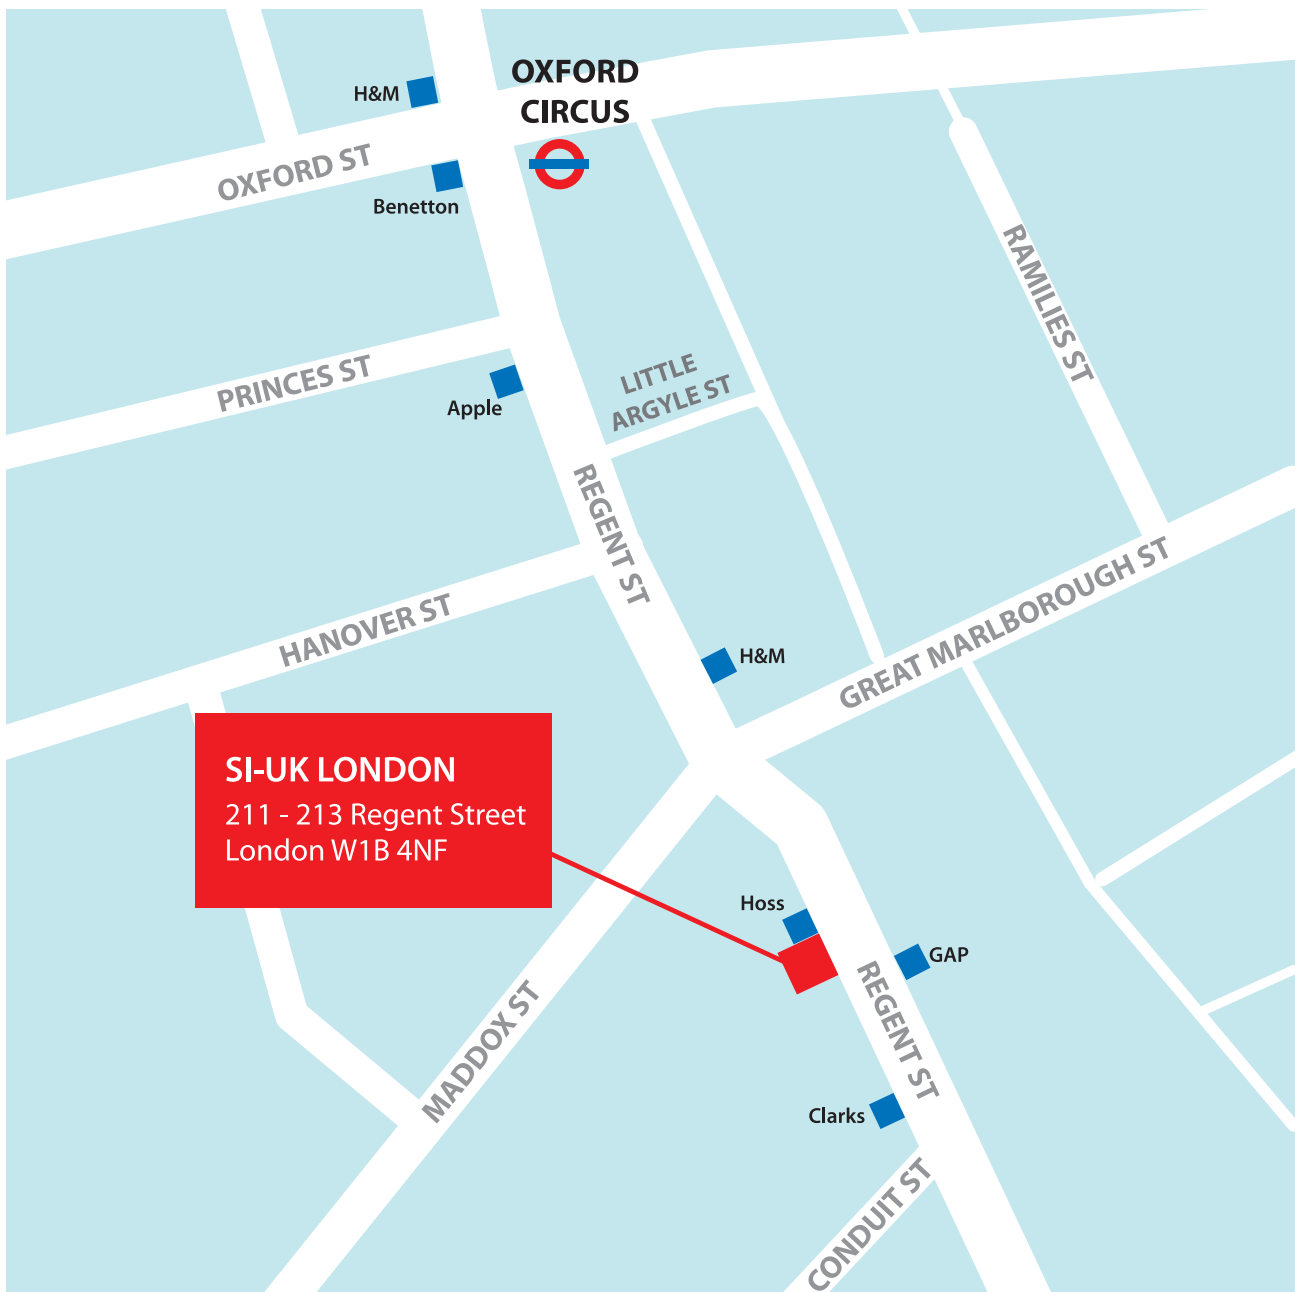 OXFORD
CIRCUS
H&M
OXFORD ST
Benetton
RAMILIES ST
PRINCES ST
LITTLE
ARGYLE ST
Apple
REGENT ST
HANOVER ST
H&M
GREAT MARLBOROUGH ST
SI-UK LONDON
211 - 213 Regent Street
London W1B 4NF
Hoss
GAP
MADDOX ST
REGENT ST
Clarks
CONDUIT ST